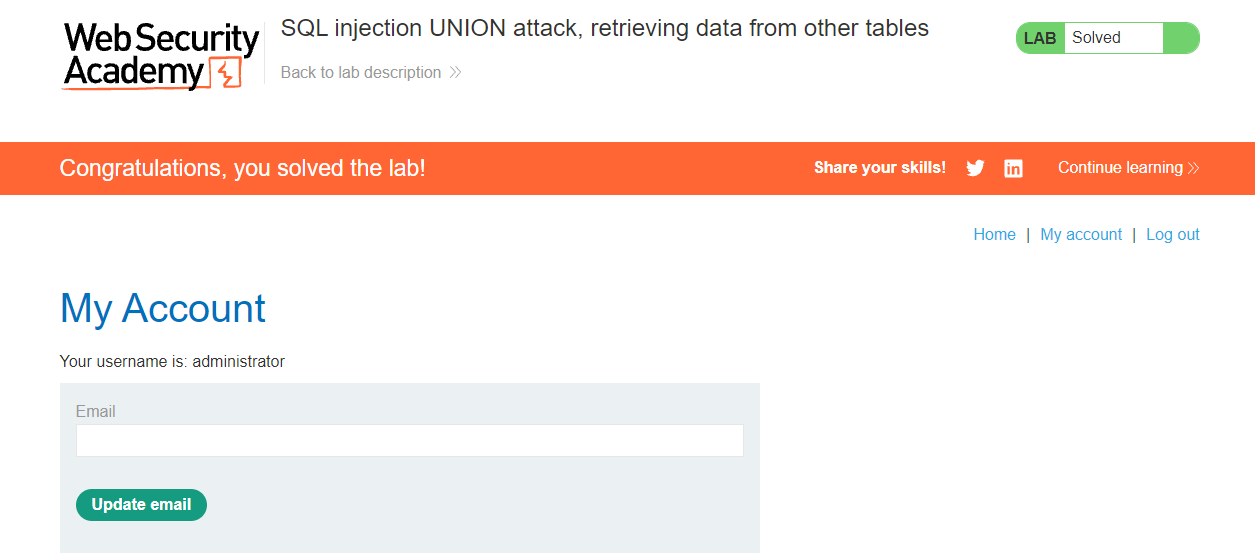 Web Security
Academy
SQL injection UNION attack, retrieving data from other tables
Back to lab description
LAB Solved
Congratulations, you solved the lab!
Share your skills!
Continue learning
Home | My account | Log out
My Account
Your username is: administrator
Email
Update email